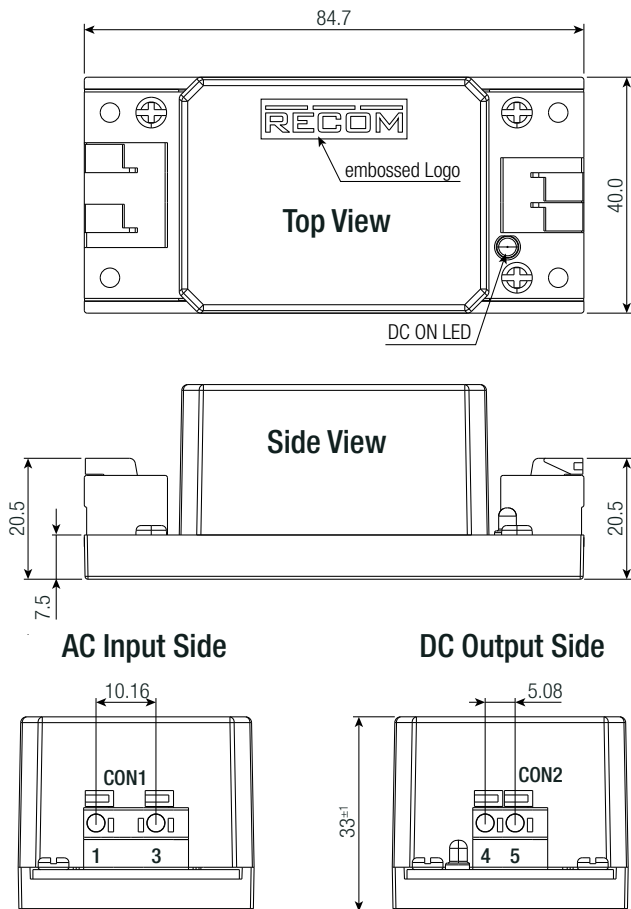 84.7
RECOM
embossed Logo
Top View
40.0
DC ON LED
Side View
20.5
7.5
20.5
AC Input Side
DC Output Side
10.16
5.08
CON1
CON2
33±1
1 3
4 5